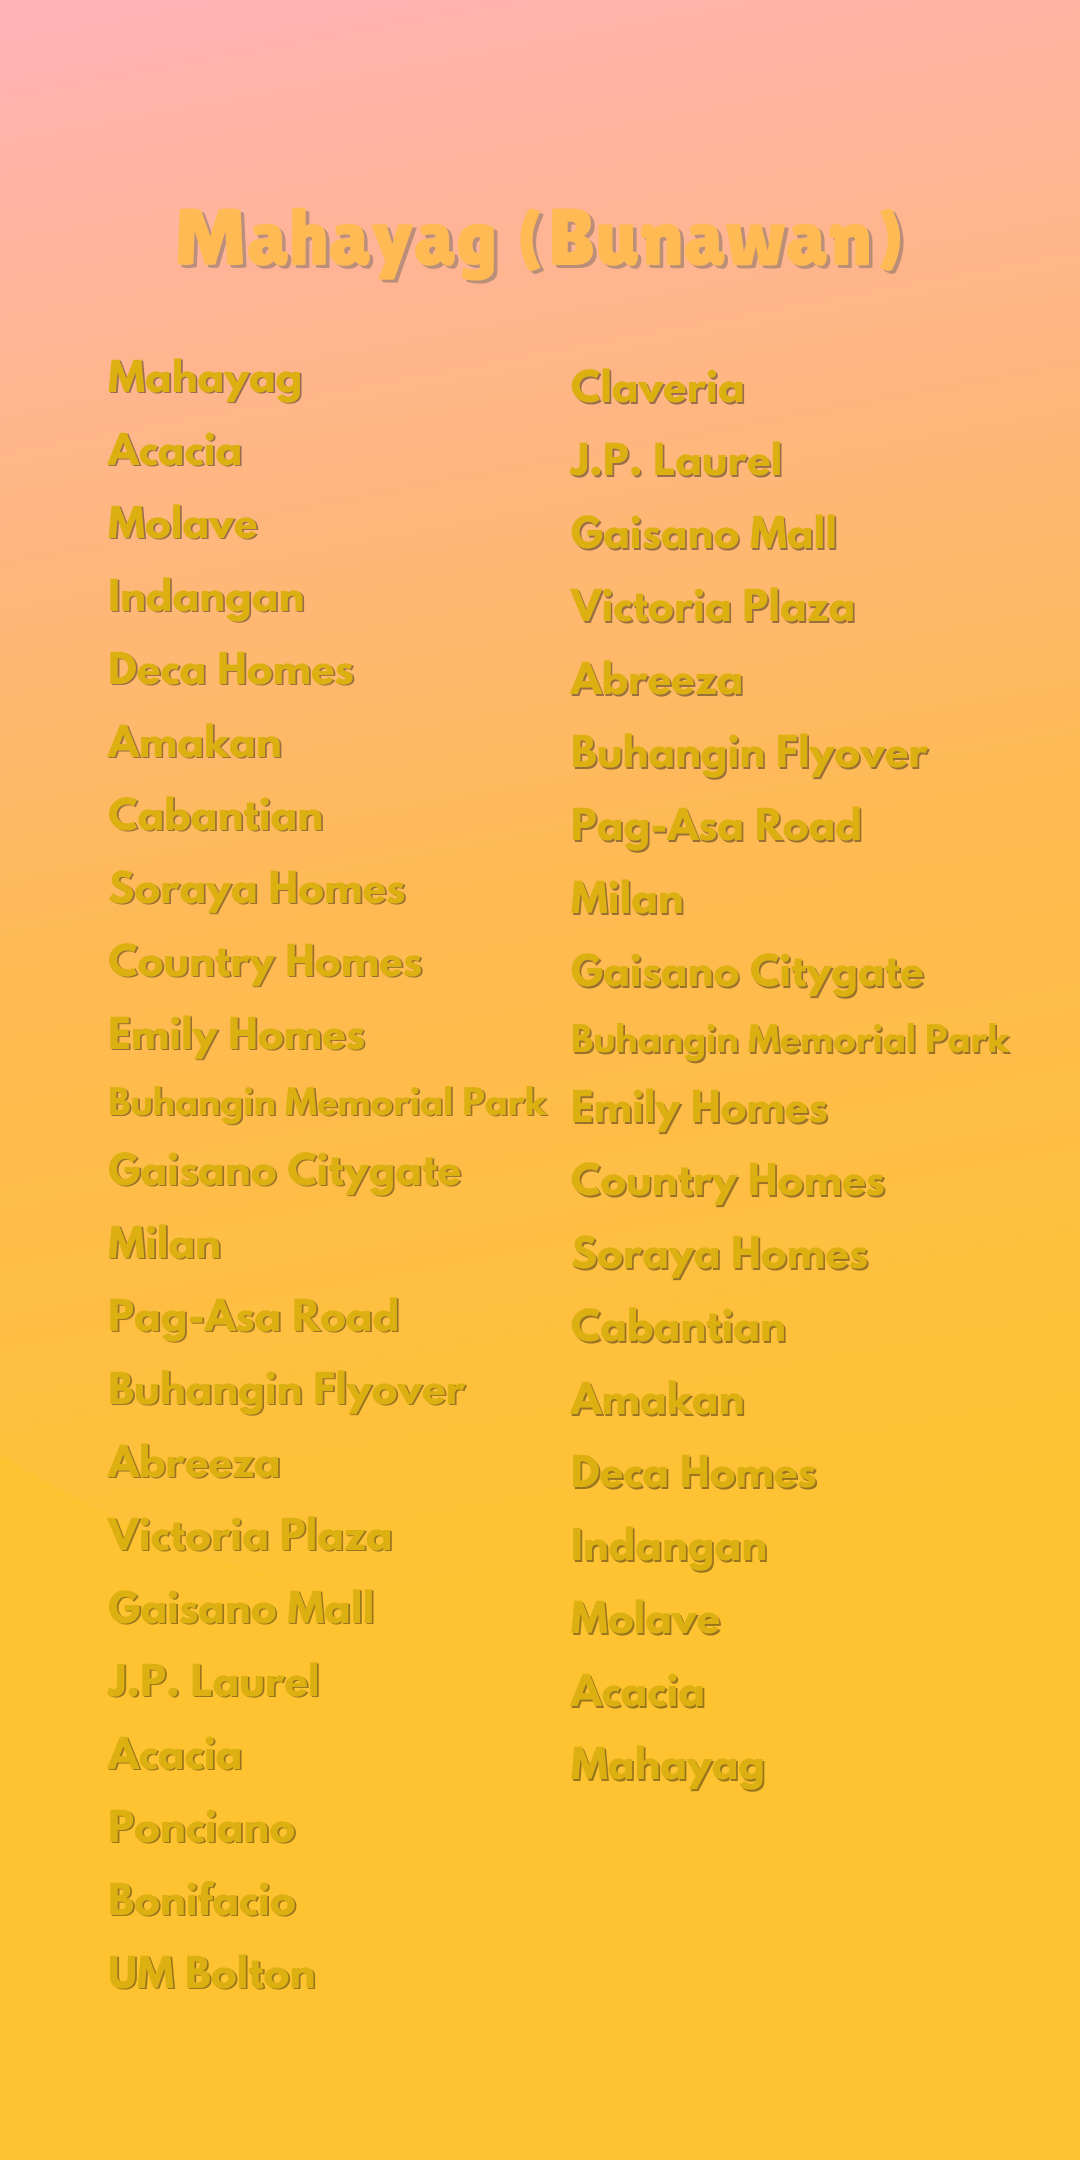 Mahayag (Bunawan)
Mahayag
Acacia
Molave
Indangan
Deca Homes
Amakan
Cabantian
Soraya Homes
Country Homes
Emily Homes
Buhangin Memorial Park
Gaisano Citygate
Milan
Pag-Asa Road
Buhangin Flyover
Abreeza
Victoria Plaza
Gaisano Mall
J.P. Laurel
Acacia
Ponciano
Bonifacio
UM Bolton
Claveria
J.P. Laurel
Gaisano Mall
Victoria Plaza
Abreeza
Buhangin Flyover
Pag-Asa Road
Milan
Gaisano Citygate
Buhangin Memorial Park
Emily Homes
Country Homes
Soraya Homes
Cabantian
Amakan
Deca Homes
Indangan
Molave
Acacia
Mahayag